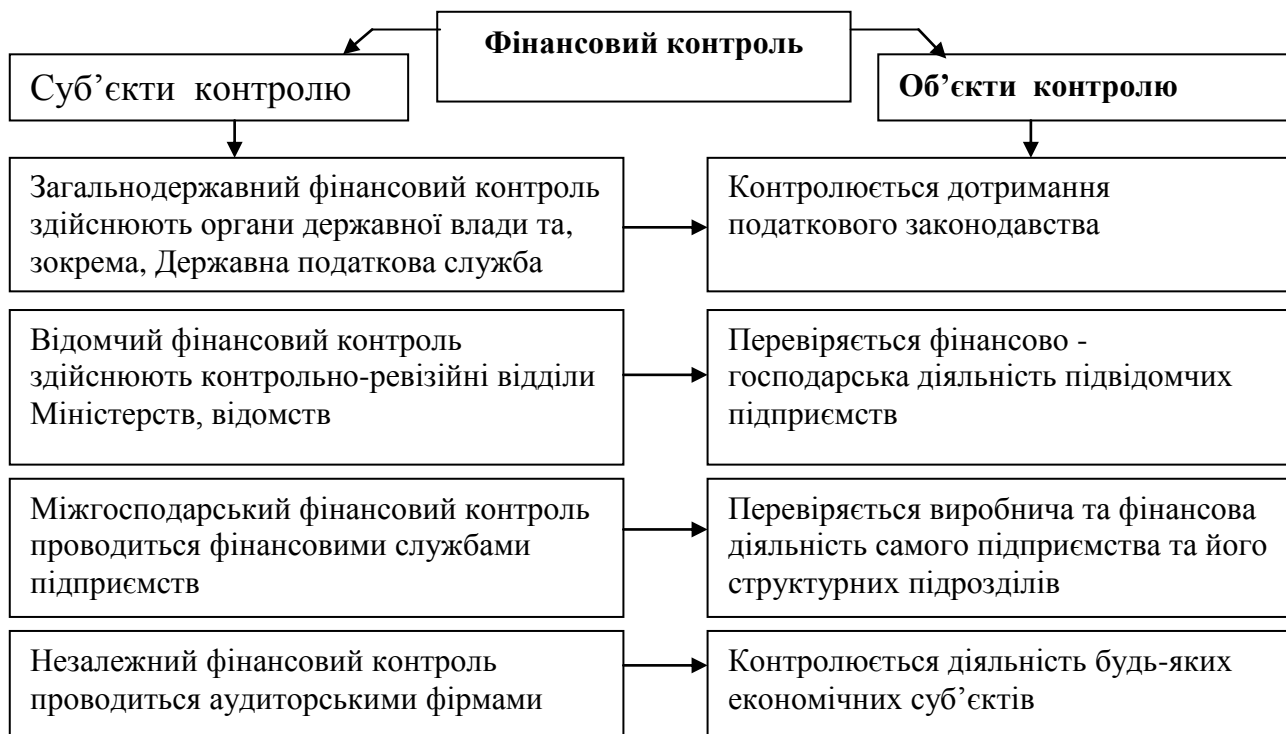 Фінансовий контроль
Суб’єкти контролю
Об’єкти контролю
Загальнодержавний фінансовий контроль
здійснюють органи державної влади та,
зокрема, Державна податкова служба
Контролюється дотримання
податкового законодавства
Відомчий фінансовий контроль
здійснюють контрольно-ревізійні відділи
Міністерств, відомств
Перевіряється фінансово -
господарська діяльність підвідомчих
підприємств
Міжгосподарський фінансовий контроль
проводиться фінансовими службами
підприємств
Перевіряється виробнича та фінансова
діяльність самого підприємства та його
структурних підрозділів
Незалежний фінансовий контроль
проводиться аудиторськими фірмами
Контролюється діяльність будь-яких
економічних суб’єктів